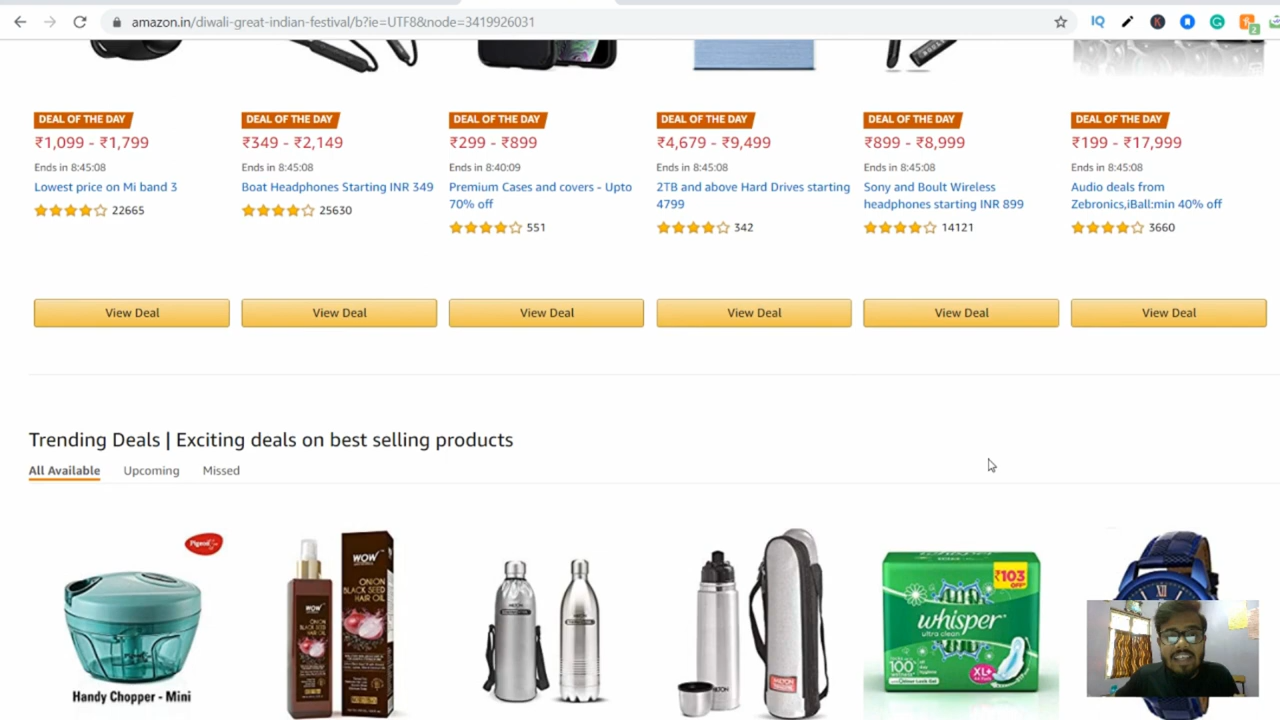 amazon.in/diwali-great-indian-festival/b?ie=UTF8&node=3419926031
IQ
2
DEAL OF THE DAY
₹1,099 - ₹1,799
Ends in 8:45:08
Lowest price on Mi band 3
22665
View Deal
DEAL OF THE DAY
₹349 - ₹2,149
Ends in 8:45:08
Boat Headphones Starting INR 349
25630
View Deal
DEAL OF THE DAY
₹299 - ₹899
Ends in 8:40:09
Premium Cases and covers - Upto
70% off
551
View Deal
DEAL OF THE DAY
₹4,679 - ₹9,499
Ends in 8:45:08
2TB and above Hard Drives starting
4799
342
View Deal
DEAL OF THE DAY
₹899 - ₹8,999
Ends in 8:45:08
Sony and Boult Wireless
headphones starting INR 899
14121
View Deal
DEAL OF THE DAY
₹199 - ₹17,999
Ends in 8:45:08
Audio deals from
Zebronics,iBall:min 40% off
3660
View Deal
Trending Deals | Exciting deals on best selling products
All Available Upcoming Missed
Pigeon
Handy Chopper - Mini
WOW
WOW
ONION
BLACK SEED
HAIR OIL
MILTON
₹103
OFF
whisper
ultra clean
100
XL+
XII